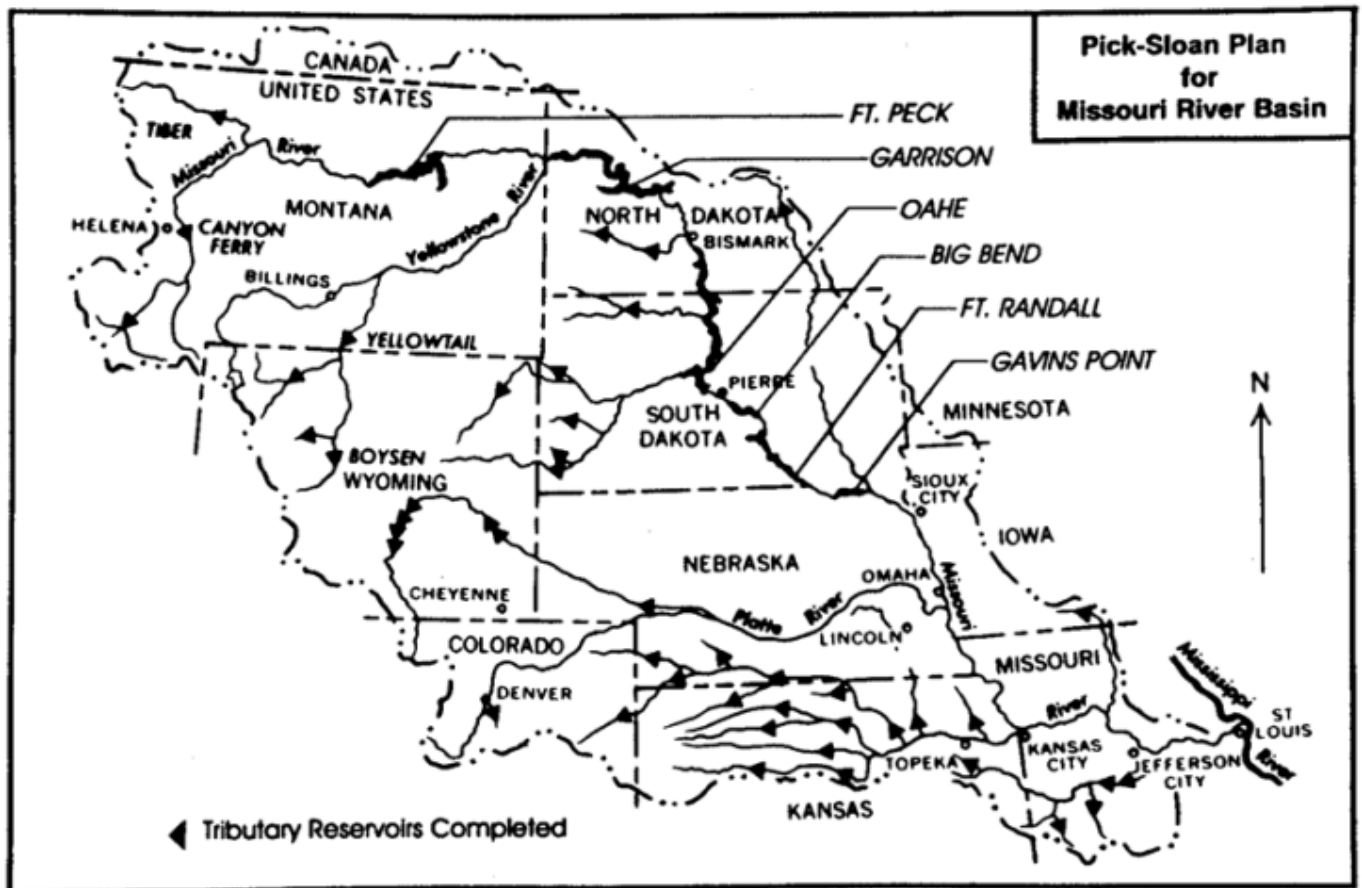 Pick-Sloan Plan
for
Missouri River Basin
CANADA
UNITED STATES
FT. PECK
TIBER
Missouri River
GARRISON
MONTANA
NORTH DAKOTA
OAHE
HELENA
CANYON
FERRY
Yellowstone River
BISMARK
BIG BEND
BILLINGS
FT. RANDALL
YELLOWTAIL
GAVINS POINT
PIERRE
N
SOUTH
DAKOTA
MINNESOTA
BOYSEN
WYOMING
SIOUX
CITY
IOWA
NEBRASKA
OMAHA
Missouri
CHEYENNE
Platte River
LINCOLN
COLORADO
MISSOURI
Mississippi
River
DENVER
River
ST
LOUIS
TOPEKA
KANSAS
CITY
JEFFERSON
CITY
KANSAS
Tributary Reservoirs Completed